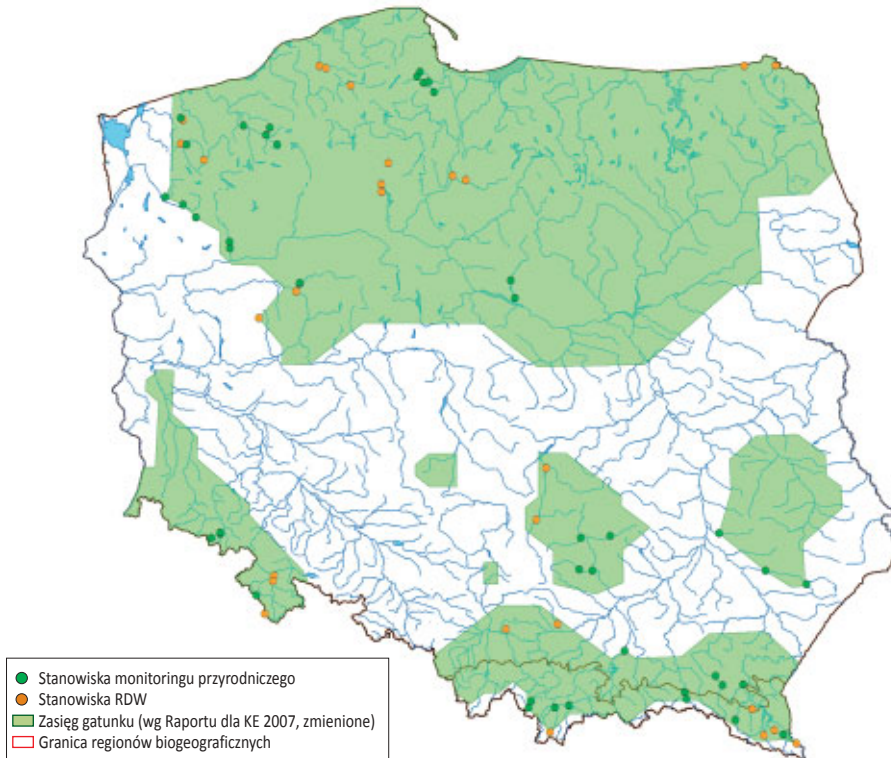 Stanowiska monitoringu przyrodniczego
Stanowiska RDW
Zasięg gatunku (wg Raportu dla KE 2007, zmienione)
Granica regionów biogeograficznych